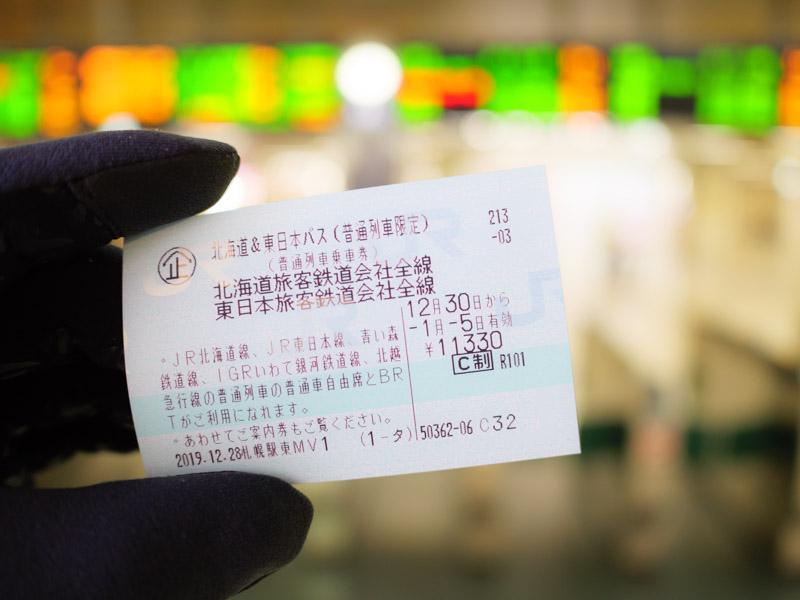 北海道&東日本パス(普通列車限定)
213
-03
企
(普通列車乗車券)
北海道旅客鉄道会社全線
東日本旅客鉄道会社全線
12月30日から
-1月-5日有効
¥11330
C制 R101
。JR北海道線、JR東日本線、青い森
鉄道線、IGRいわて銀河鉄道線、北越
急行線の普通列車の普通車自由席とBR
Tがご利用になれます。
。あわせてご案内券もご覧ください。
2019.12.28札幌駅東MV1 (1-タ) 50362-06 C32